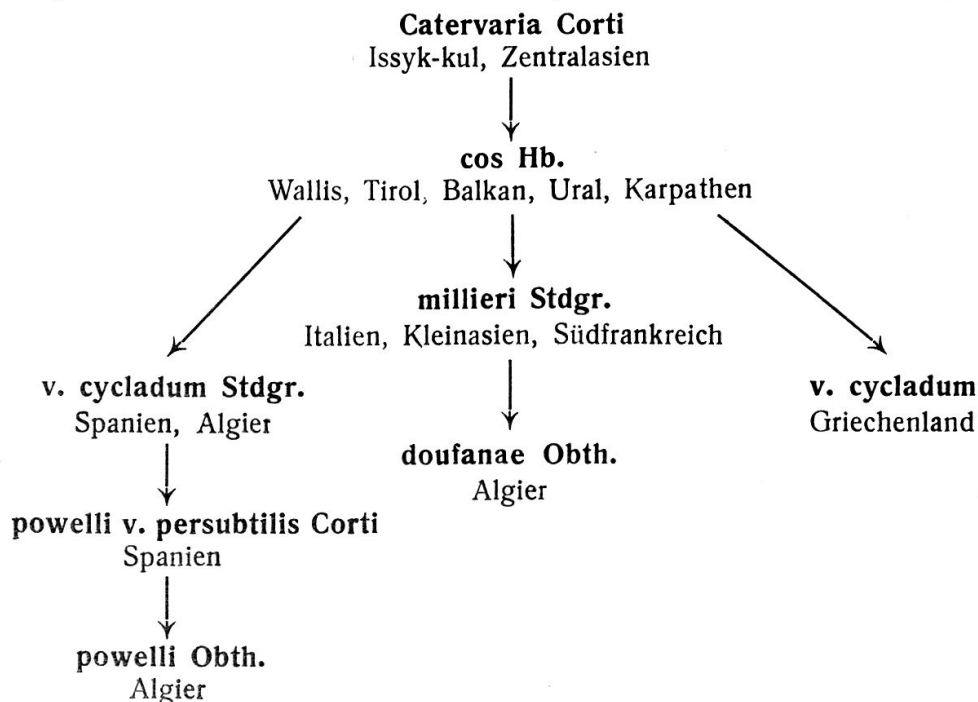 Catervaria Corti
Issyk-kul, Zentralasien
cos Hb.
Wallis, Tirol, Balkan, Ural, Karpathen
millieri Stdgr.
Italien, Kleinasien, Südfrankreich
v. cycladum Stdgr.
Spanien, Algier
v. cycladum
Griechenland
doufanae Obth.
Algier
powelli v. persubtilis Corti
Spanien
powelli Obth.
Algier